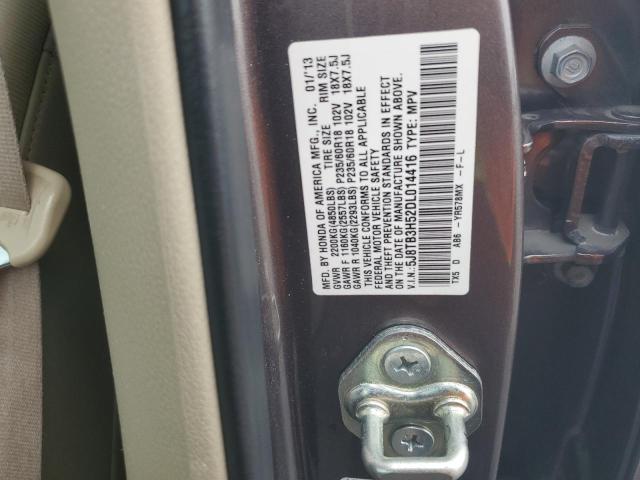 MFD. BY HONDA OF AMERICA MFG., INC. 01/'13
TIRE SIZE RIM SIZE
GVWR 2200KG(4850LBS)
GAWR F 1160KG(2557LBS) P235/60R18 102V 18X7.5J
GAWR R 1040KG(2293LBS) P235/60R18 102V 18X7.5J
THIS VEHICLE CONFORMS TO ALL APPLICABLE
FEDERAL MOTOR VEHICLE SAFETY
AND THEFT PREVENTION STANDARDS IN EFFECT
ON THE DATE OF MANUFACTURE SHOWN ABOVE.
V.I.N.:5J8TB3H52DL014416 TYPE: MPV
TX5 D AB6 -YR578MX -F-L